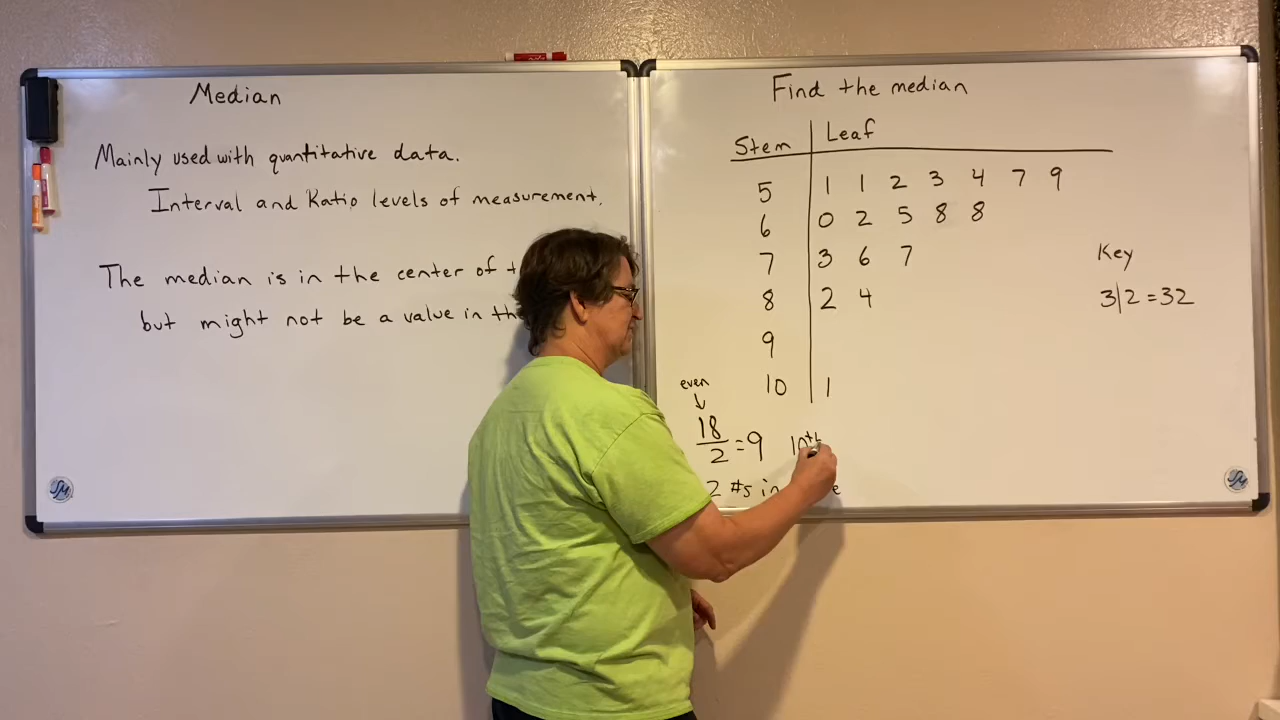 Median
Mainly used with quantitative data.
Interval and Ratio levels of measurement.
The median is in the center of
but might not be a value in
Find the median
Stem | Leaf
5 | 1 1 2 3 4 7 9
6 | 0 2 5 8 8
7 | 3 6 7
8 | 2 4
9 |
10 | 1
Key
3|2 = 32
even
18/2 = 9
2 #s in
SM
SM